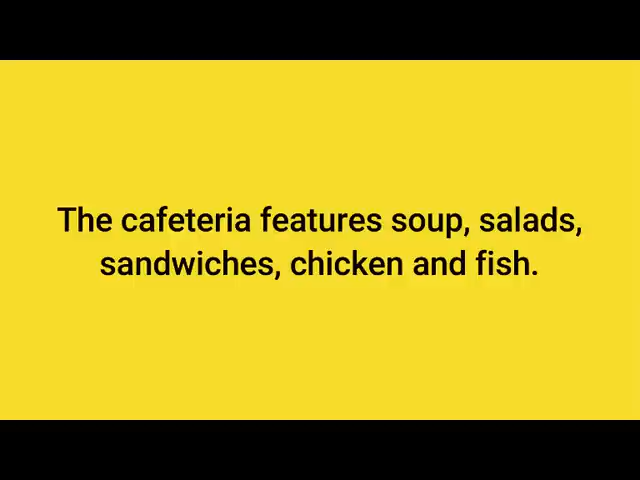 The cafeteria features soup, salads,
sandwiches, chicken and fish.